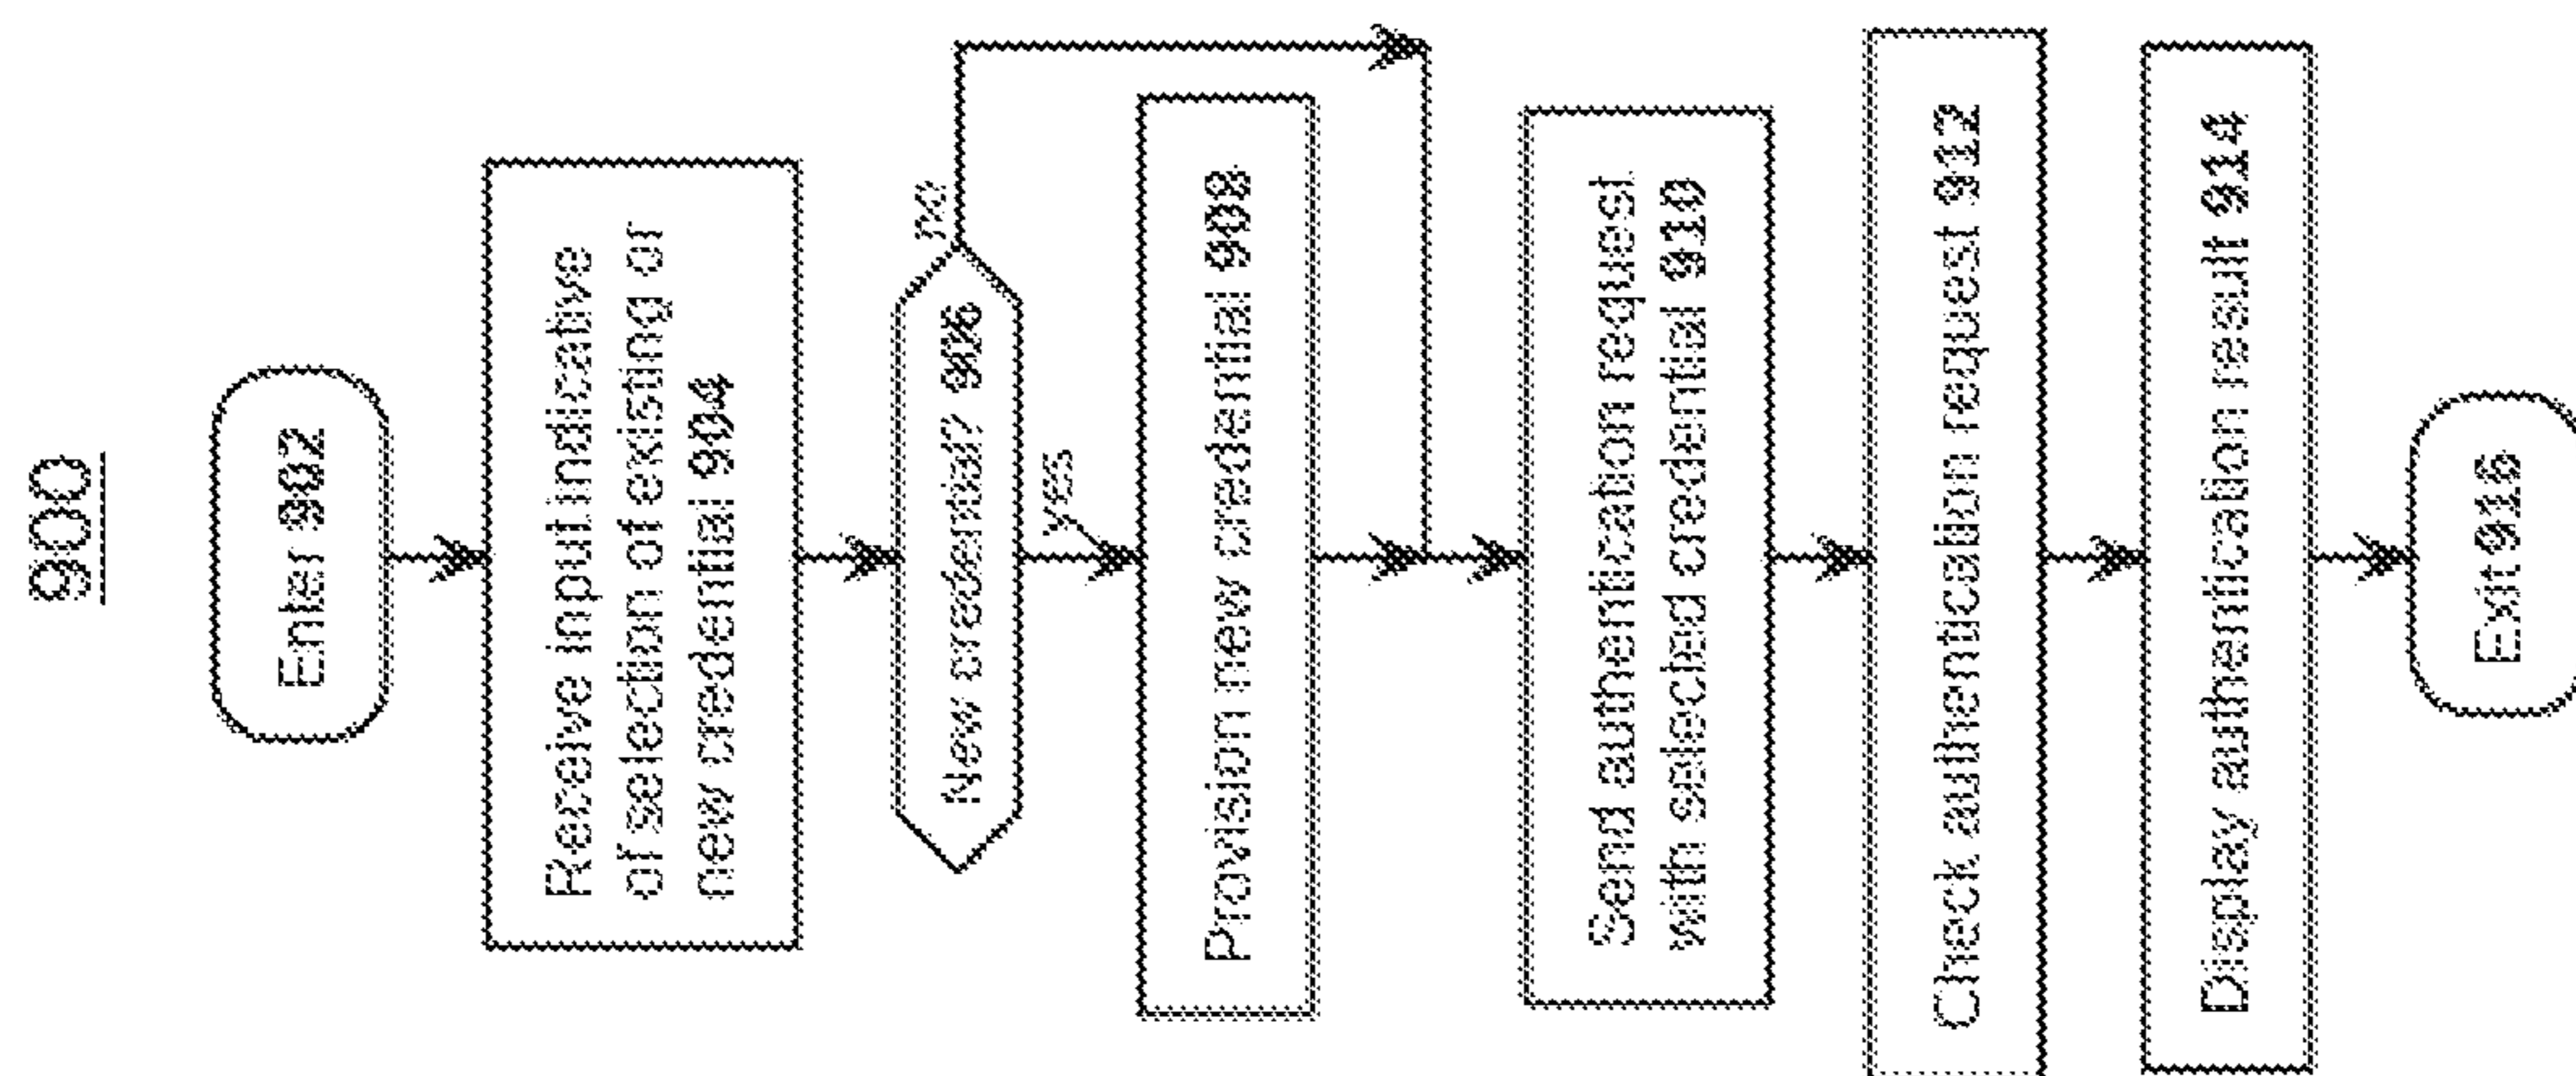 900
Enter 902
Receive input indicative
of selection of existing or
new credential 904
New credential? 906
no
yes
Provision new credential 908
Send authentication request
with selected credential 910
Check authentication request 912
Display authentication result 914
Exit 916